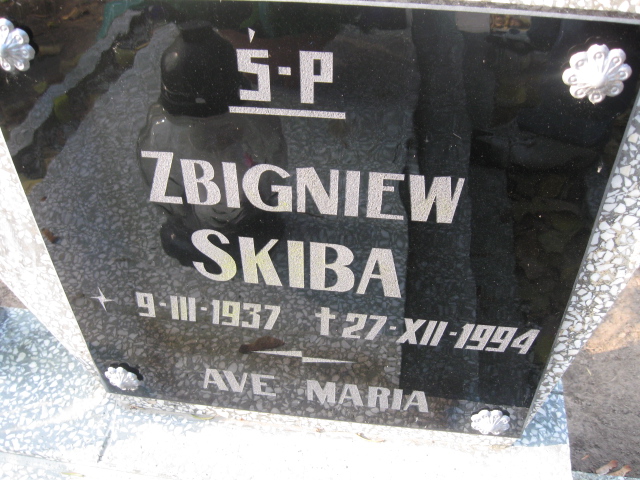 Ś-P
ZBIGNIEW
SKIBA
9-III-1937 †27-XII-1994
AVE MARIA